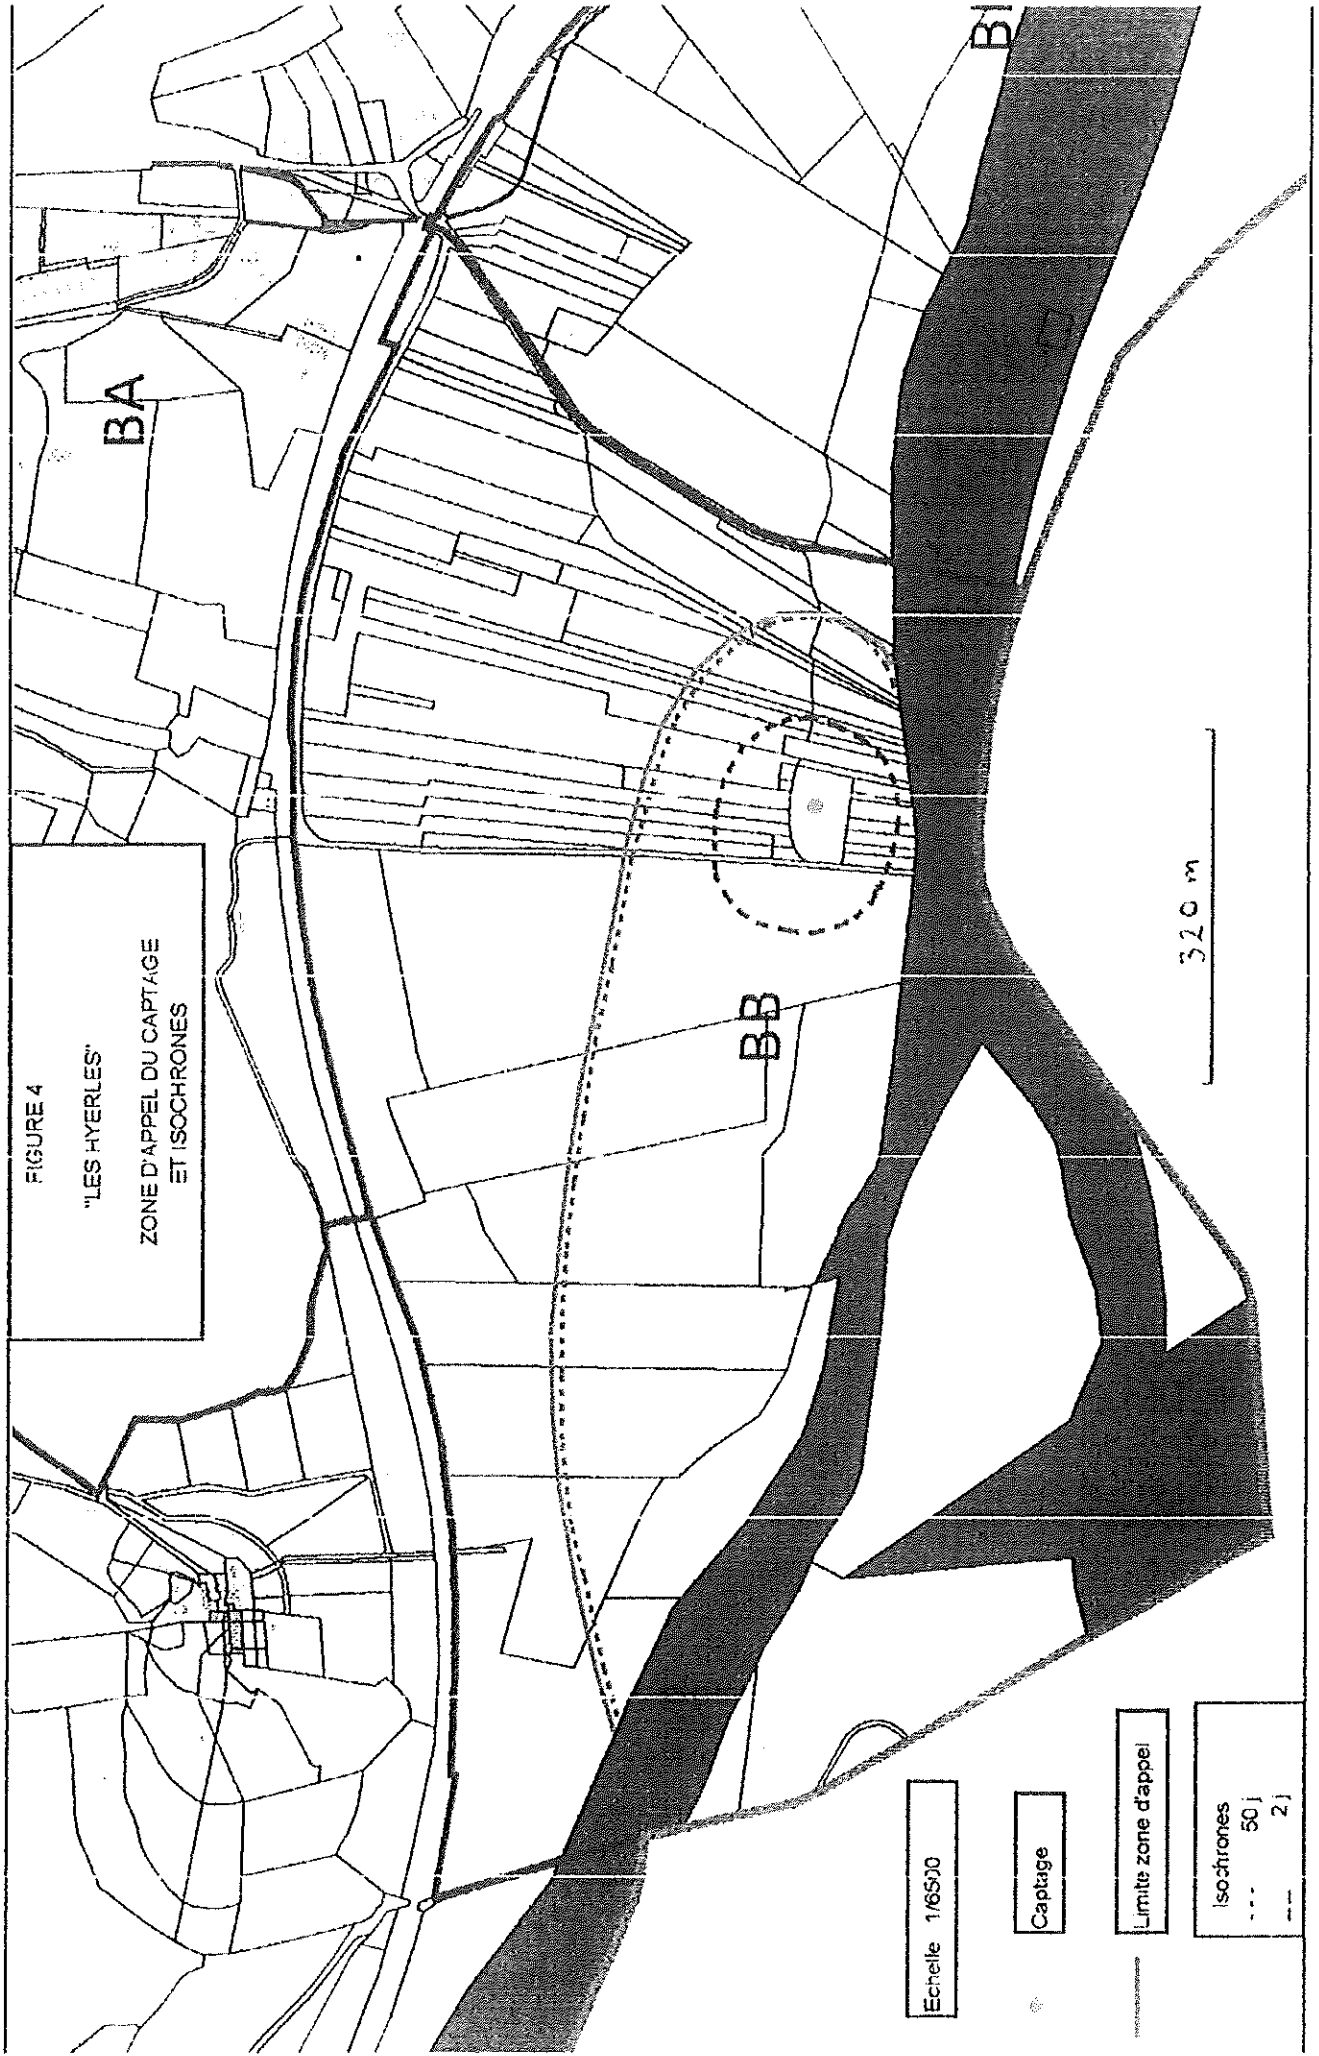 FIGURE 4
"LES HYERLES"
ZONE D'APPEL DU CAPTAGE
ET ISOCHRONES
BA
BB
320 m
Echelle 1/6500
Captage
Limite zone d'appel
Isochrones
--- 50 j
-- 2 j